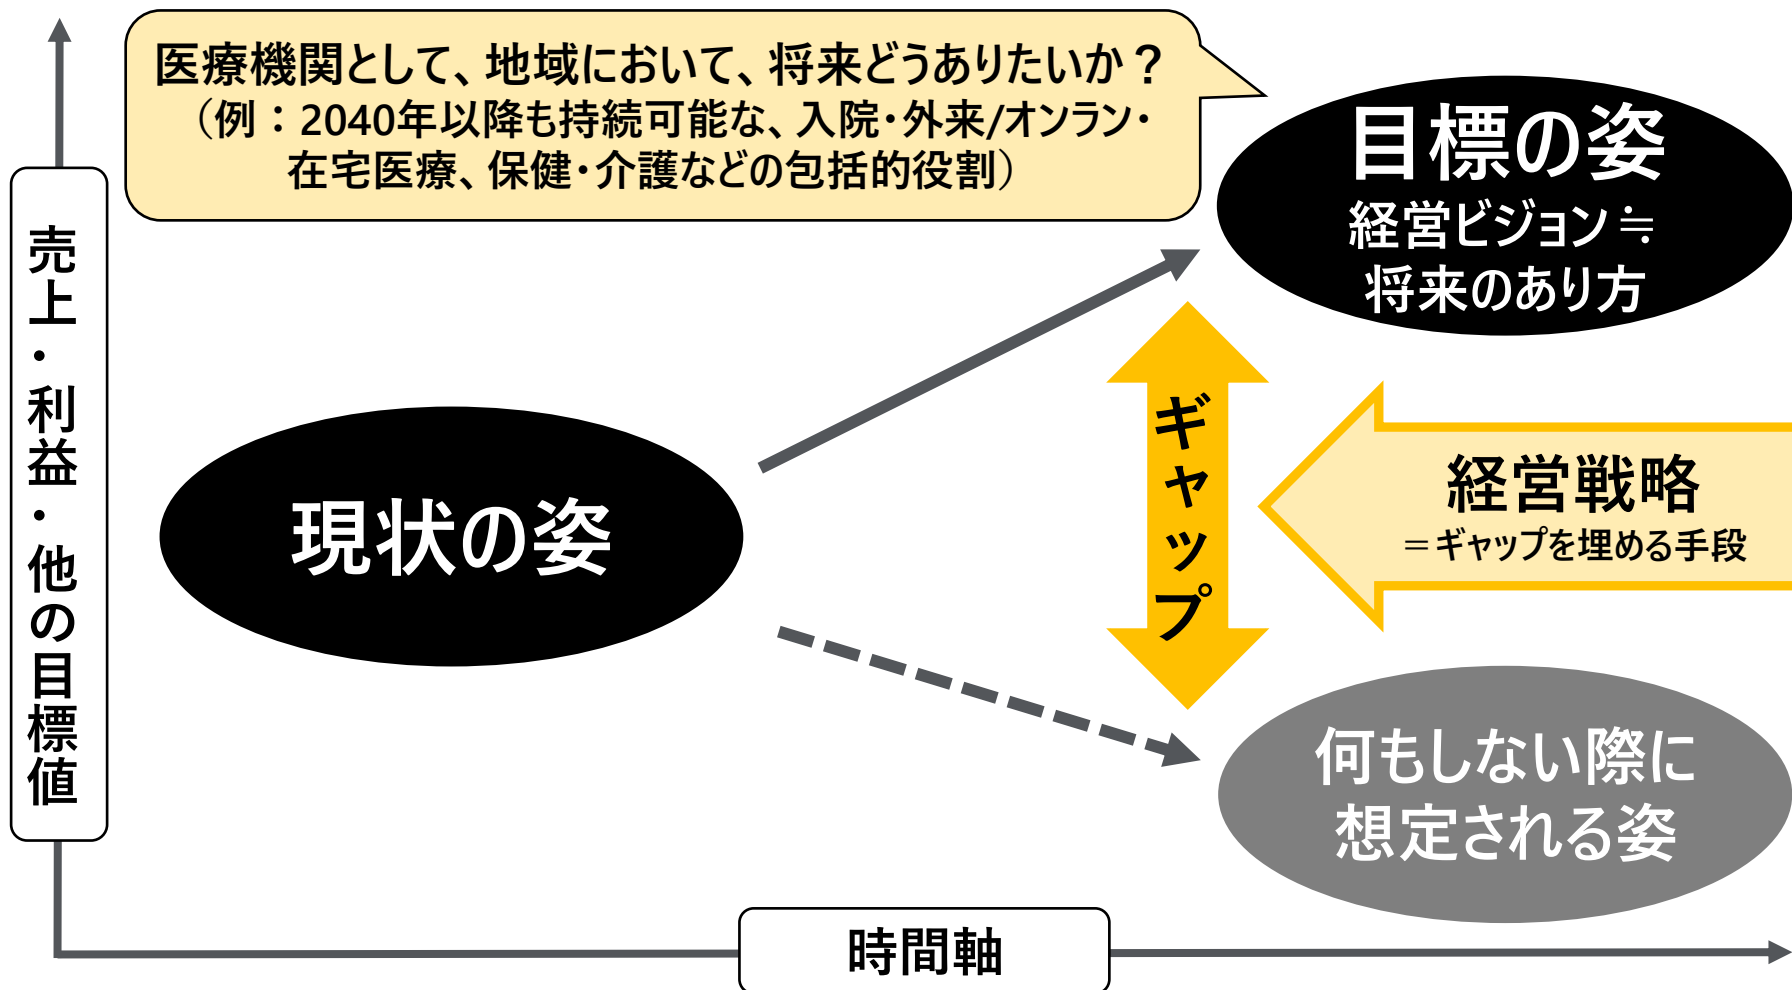 医療機関として、地域において、将来どうありたいか？
（例：2040年以降も持続可能な、入院・外来/オンラン・
在宅医療、保健・介護などの包括的役割）
目標の姿
経営ビジョン≒
将来のあり方
売上・利益・他の目標値
現状の姿
ギャップ
経営戦略
＝ギャップを埋める手段
何もしない際に
想定される姿
時間軸